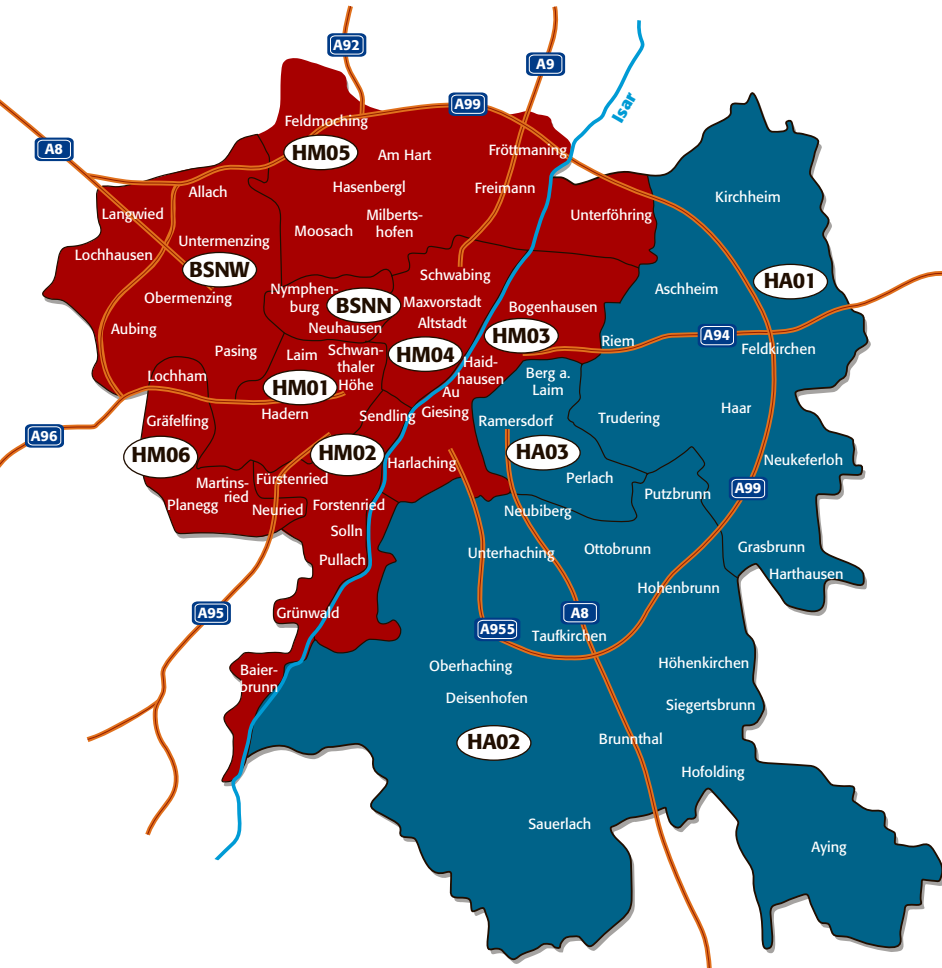 A92
A9
A99
Isar
Feldmoching
A8
HM05
Am Hart
Fröttmaning
Hasenbergl
Freimann
Allach
Kirchheim
Langwied
Milberts-
hofen
Unterföhring
Moosach
Untermenzing
Lochhausen
BSNW
Schwabing
HA01
Obermenzing
Nymphen-
burg
BSNN
Maxvorstadt
Aschheim
Bogenhausen
Aubing
Neuhausen
Altstadt
HM03
Riem
A94
Feldkirchen
Pasing
Laim
Schwan-
thaler
Höhe
HM04
Haid-
hausen
Lochham
HM01
Berg a.
Laim
Au
Hadern
Sendling
Giesing
Haar
Gräfelfing
Ramersdorf
Trudering
A96
HM06
HM02
HA03
Harlaching
Neukeferloh
Martins-
ried
Fürstenried
Perlach
A99
Planegg
Neuried
Forstenried
Putzbrunn
Neubiberg
Solln
Pullach
Unterhaching
Ottobrunn
Grasbrunn
Harthausen
Hohenbrunn
A95
Grünwald
A8
A955
Taufkirchen
Baier-
brunn
Oberhaching
Höhenkirchen
Deisenhofen
Siegertsbrunn
HA02
Brunnthal
Hofolding
Sauerlach
Aying